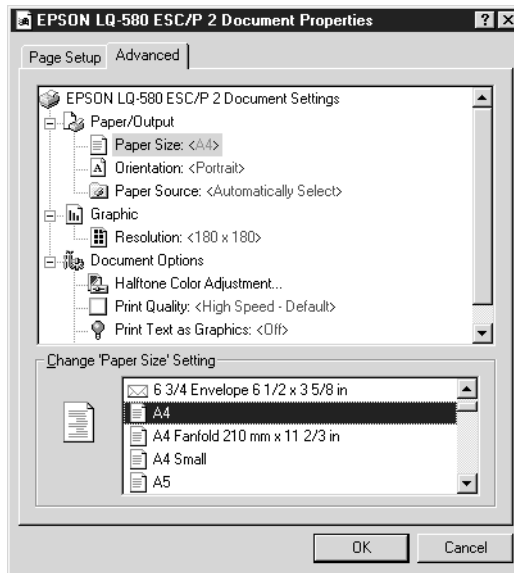 EPSON LQ-580 ESC/P 2 Document Properties
Page Setup Advanced
EPSON LQ-580 ESC/P 2 Document Settings
Paper/Output
Paper Size: <A4>
Orientation: <Portrait>
Paper Source: <Automatically Select>
Graphic
Resolution: <180 x 180>
Document Options
Halftone Color Adjustment...
Print Quality: <High Speed - Default>
Print Text as Graphics: <Off>
Change 'Paper Size' Setting
6 3/4 Envelope 6 1/2 x 3 5/8 in
A4
A4 Fanfold 210 mm x 11 2/3 in
A4 Small
A5
OK Cancel